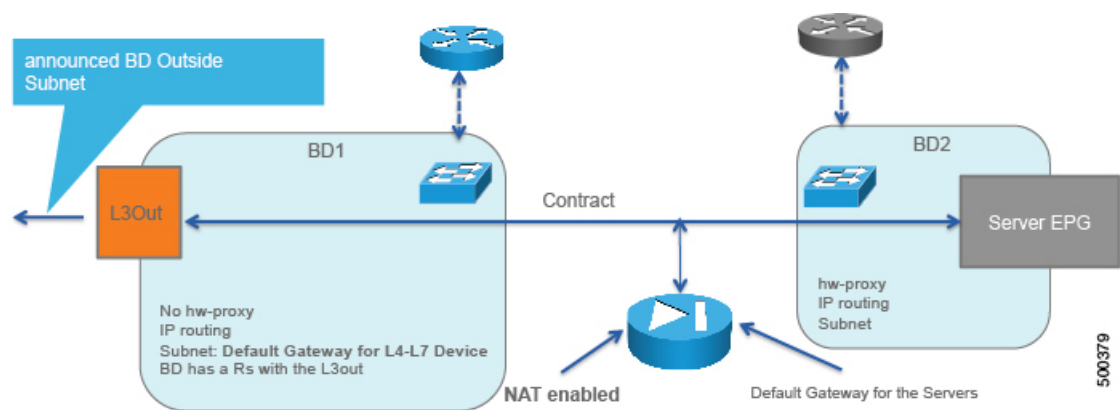 announced BD Outside
Subnet
BD1
BD2
L3Out
Contract
Server EPG
No hw-proxy
IP routing
Subnet: Default Gateway for L4-L7 Device
BD has a Rs with the L3out
hw-proxy
IP routing
Subnet
NAT enabled
Default Gateway for the Servers
500379